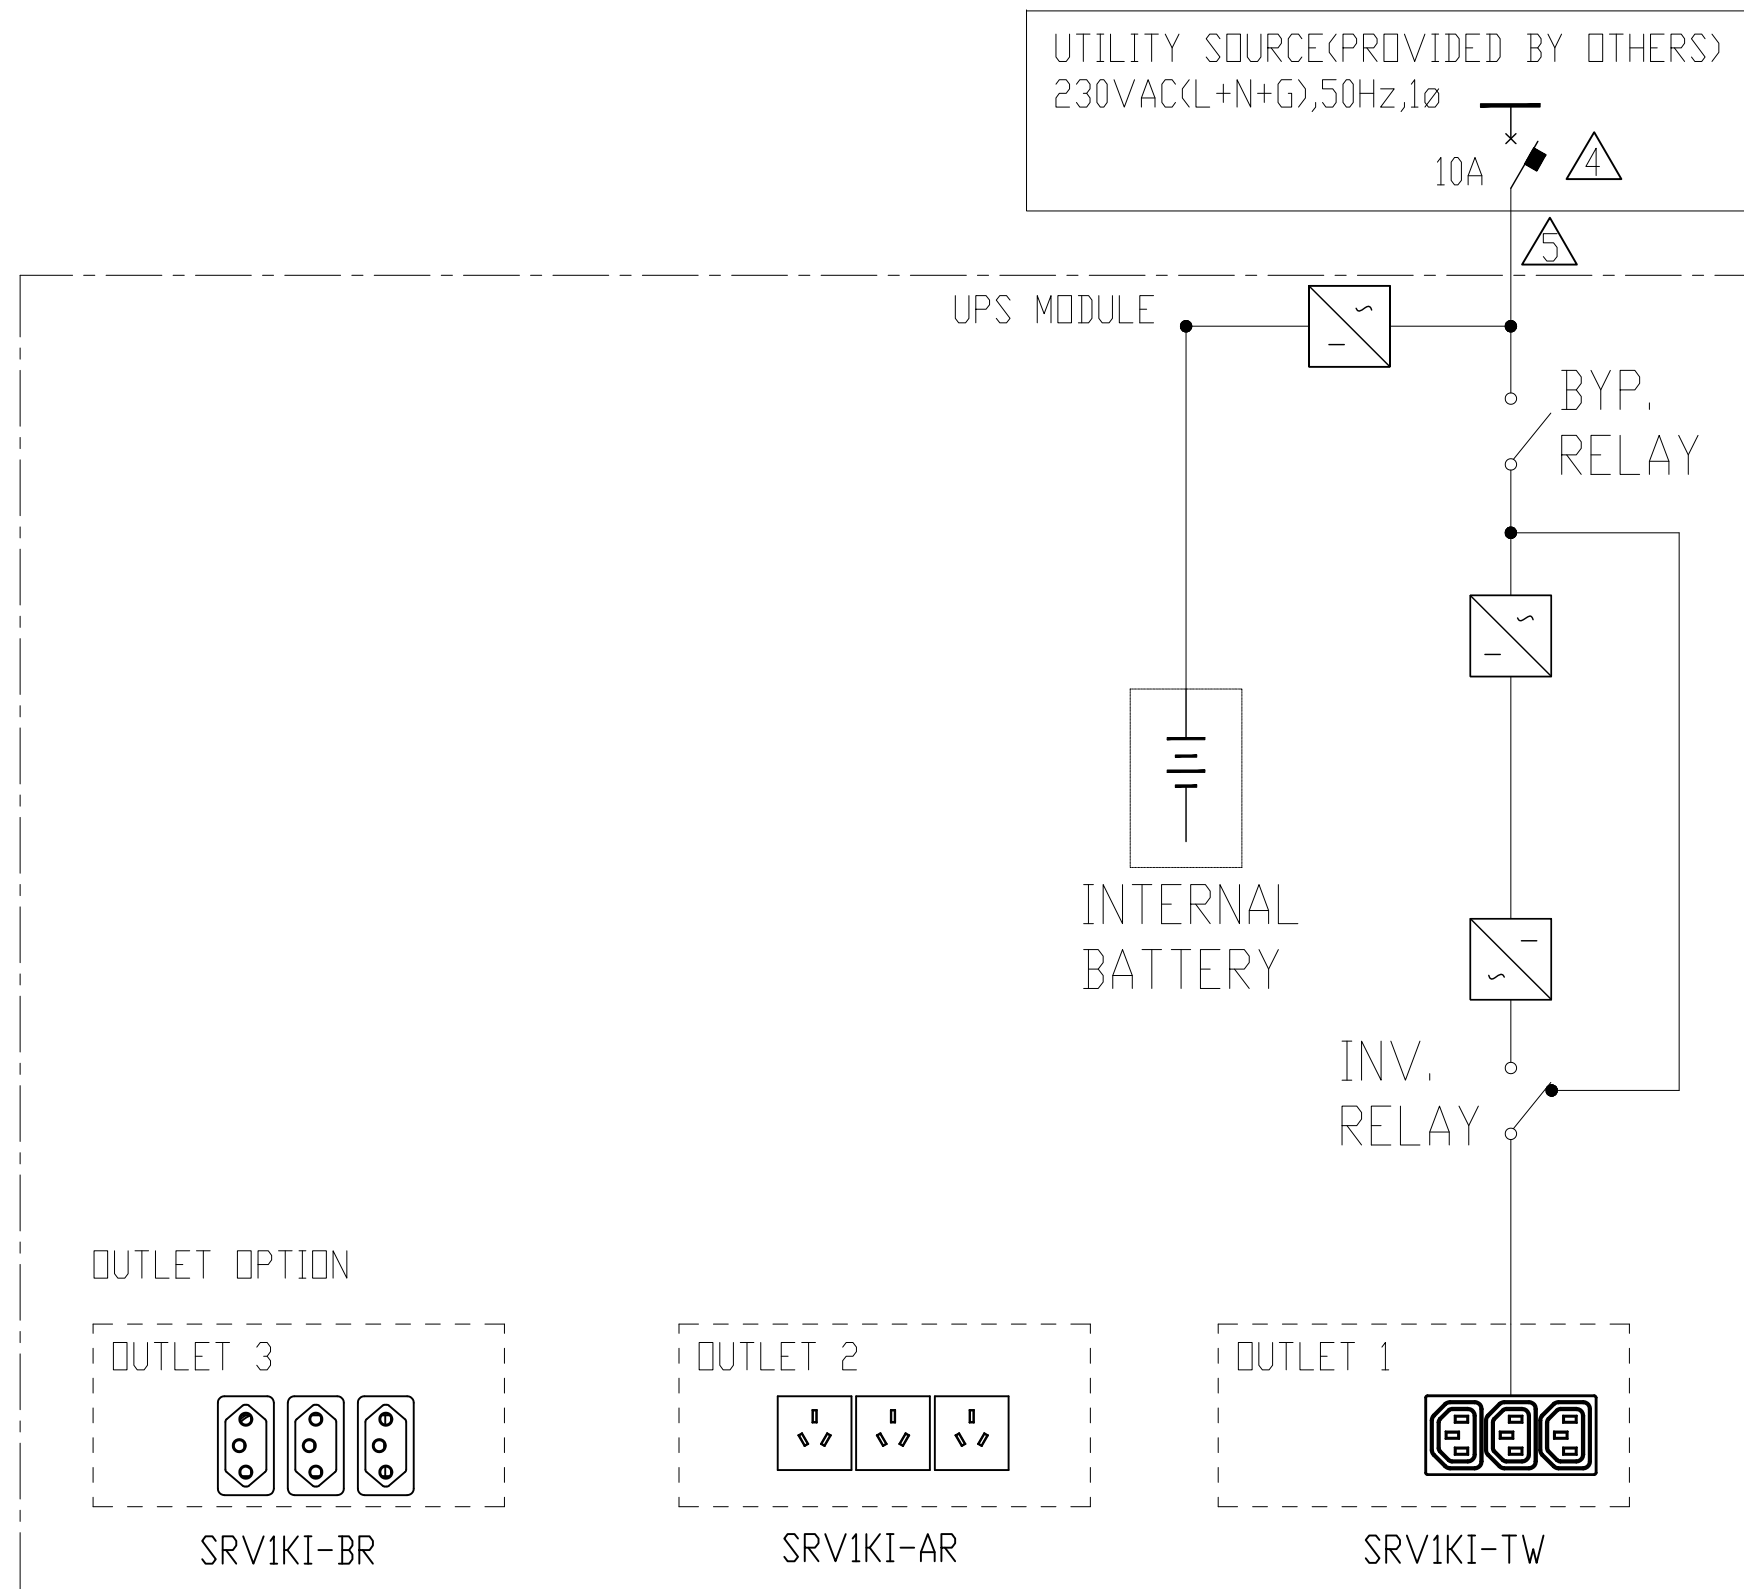 UTILITY SOURCE(PROVIDED BY OTHERS)
230VAC(L+N+G),50Hz,1ø
10A
4
5
UPS MODULE
BYP.
RELAY
INTERNAL
BATTERY
INV.
RELAY
OUTLET OPTION
OUTLET 3
OUTLET 2
OUTLET 1
SRV1KI-BR
SRV1KI-AR
SRV1KI-TW